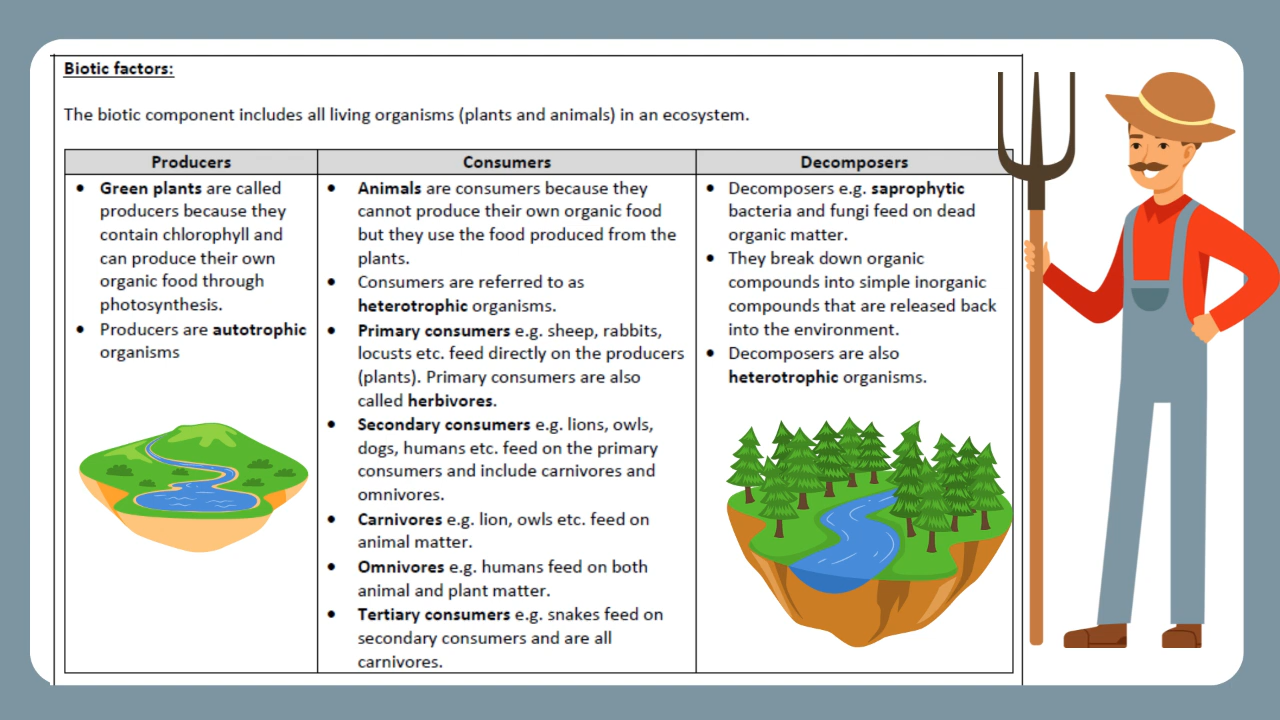 Biotic factors:
The biotic component includes all living organisms (plants and animals) in an ecosystem.
Producers
• Green plants are called
producers because they
contain chlorophyll and
can produce their own
organic food through
photosynthesis.
• Producers are autotrophic
organisms
Consumers
• Animals are consumers because they
cannot produce their own organic food
but they use the food produced from the
plants.
• Consumers are referred to as
heterotrophic organisms.
• Primary consumers e.g. sheep, rabbits,
locusts etc. feed directly on the producers
(plants). Primary consumers are also
called herbivores.
• Secondary consumers e.g. lions, owls,
dogs, humans etc. feed on the primary
consumers and include carnivores and
omnivores.
• Carnivores e.g. lion, owls etc. feed on
animal matter.
• Omnivores e.g. humans feed on both
animal and plant matter.
• Tertiary consumers e.g. snakes feed on
secondary consumers and are all
carnivores.
Decomposers
• Decomposers e.g. saprophytic
bacteria and fungi feed on dead
organic matter.
• They break down organic
compounds into simple inorganic
compounds that are released back
into the environment.
• Decomposers are also
heterotrophic organisms.